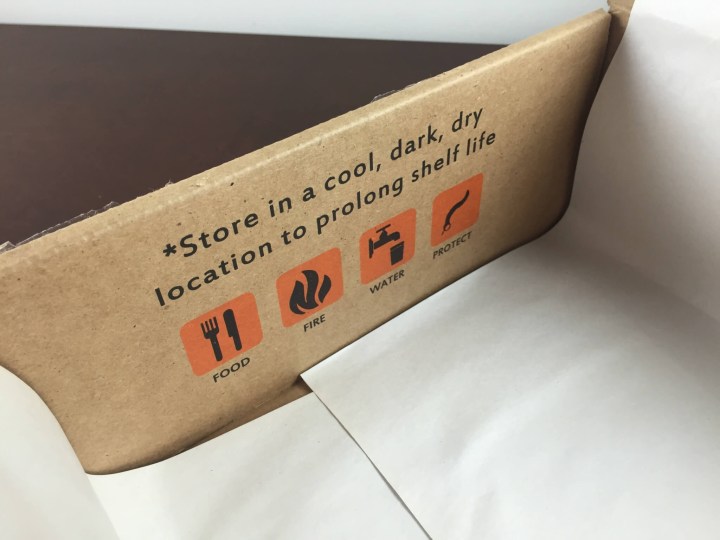 *Store in a cool, dark, dry
location to prolong shelf life
FOOD
FIRE
WATER
PROTECT